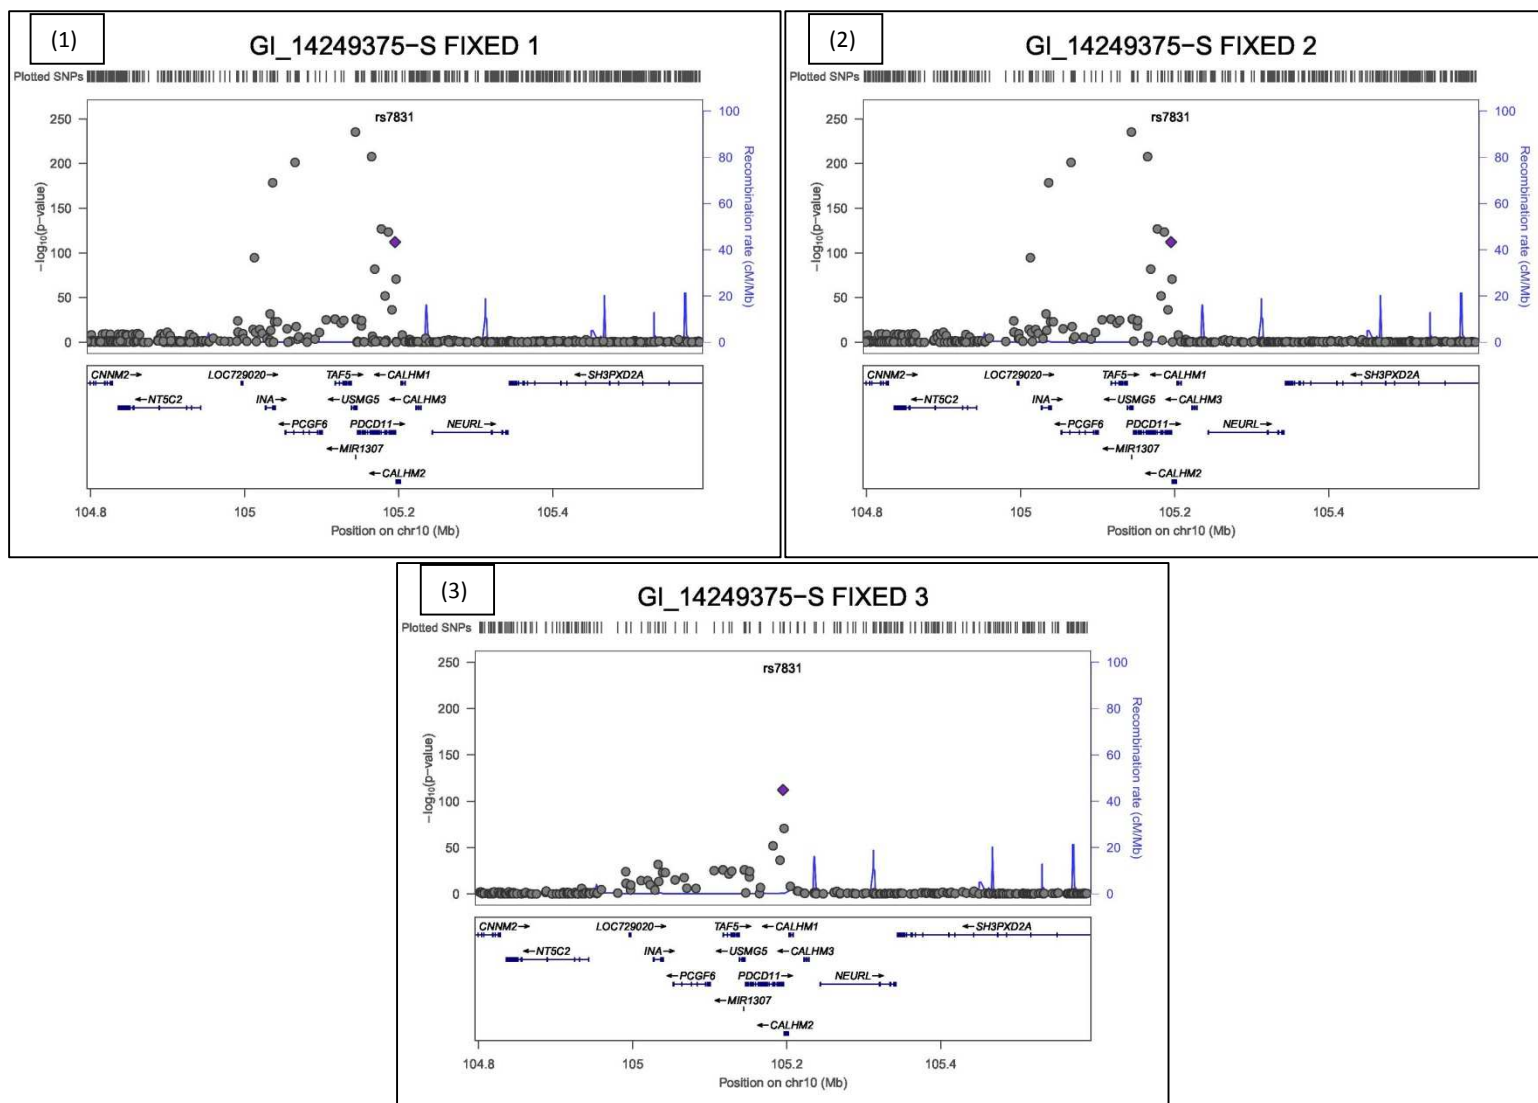 (1)
GI_14249375−S FIXED 1
Plotted SNPs
rs7831
250
200
150
100
50
0
−log10(p−value)
100
80
60
40
20
0
Recombination rate (cM/Mb)
CNNM2→ LOC729020→ TAF5→ ←CALHM1 ←SH3PXD2A
←NT5C2 INA→ ←USMG5 ←CALHM3
←PCGF6 PDCD11→ NEURL→
←MIR1307
←CALHM2
104.8 105 105.2 105.4
Position on chr10 (Mb)
(2)
GI_14249375−S FIXED 2
Plotted SNPs
rs7831
250
200
150
100
50
0
−log10(p−value)
100
80
60
40
20
0
Recombination rate (cM/Mb)
CNNM2→ LOC729020→ TAF5→ ←CALHM1 ←SH3PXD2A
←NT5C2 INA→ ←USMG5 ←CALHM3
←PCGF6 PDCD11→ NEURL→
←MIR1307
←CALHM2
104.8 105 105.2 105.4
Position on chr10 (Mb)
(3)
GI_14249375−S FIXED 3
Plotted SNPs
rs7831
250
200
150
100
50
0
−log10(p−value)
100
80
60
40
20
0
Recombination rate (cM/Mb)
CNNM2→ LOC729020→ TAF5→ ←CALHM1 ←SH3PXD2A
←NT5C2 INA→ ←USMG5 ←CALHM3
←PCGF6 PDCD11→ NEURL→
←MIR1307
←CALHM2
104.8 105 105.2 105.4
Position on chr10 (Mb)